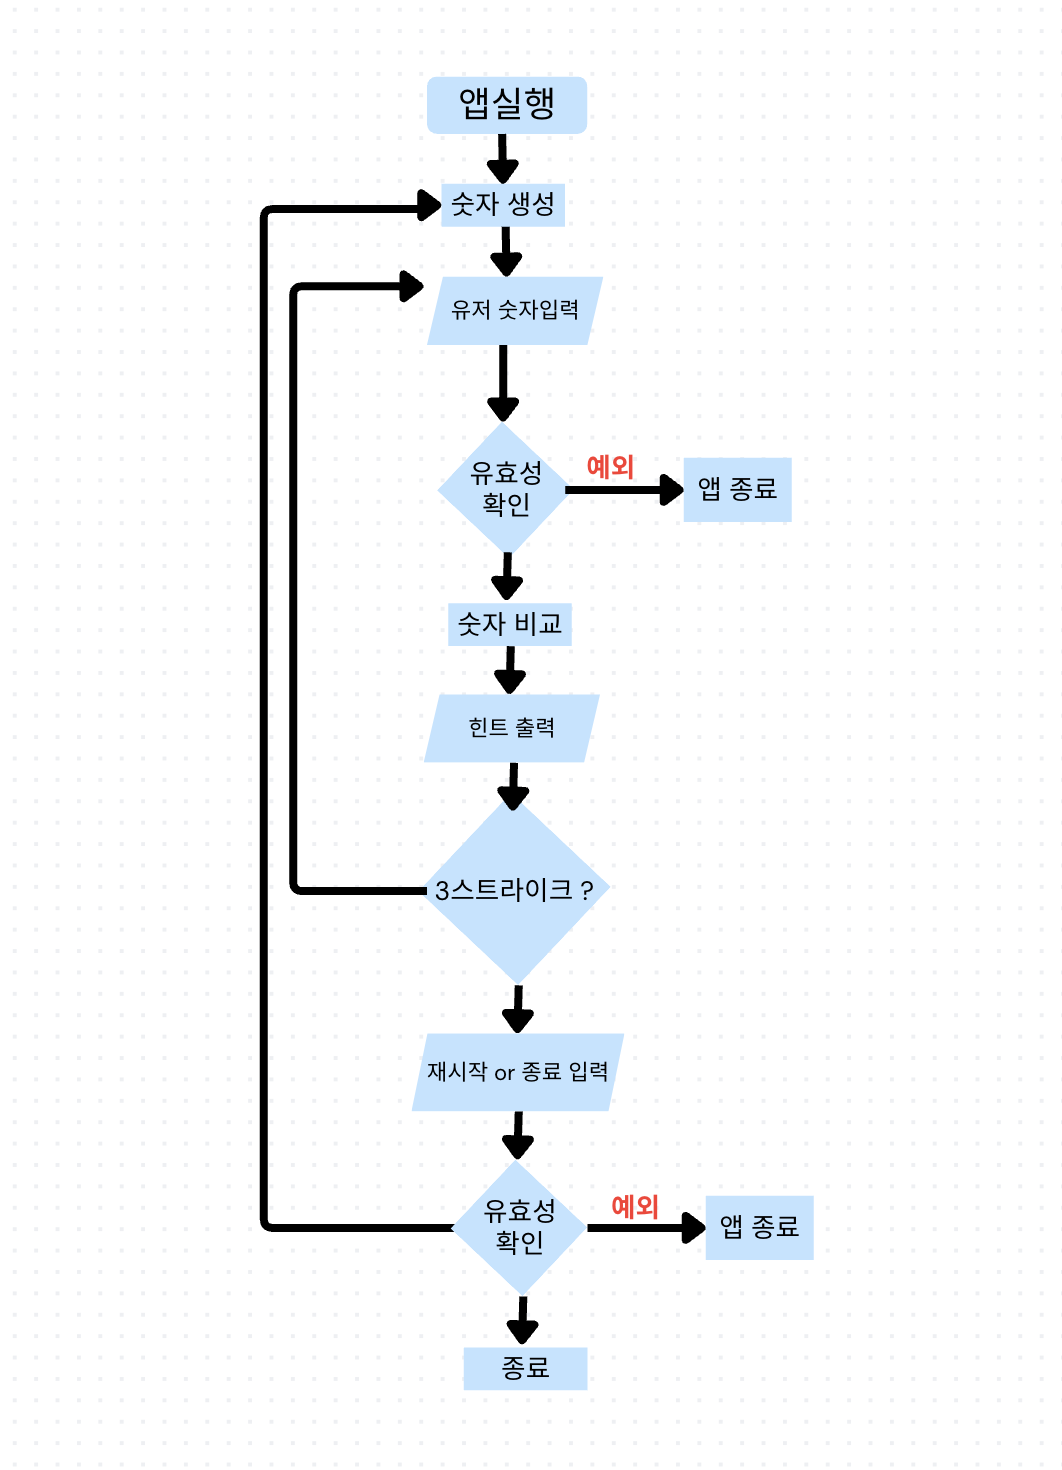 앱실행
숫자 생성
유저 숫자입력
유효성
확인
예외
앱 종료
숫자 비교
힌트 출력
3스트라이크 ?
재시작 or 종료 입력
유효성
확인
예외
앱 종료
종료